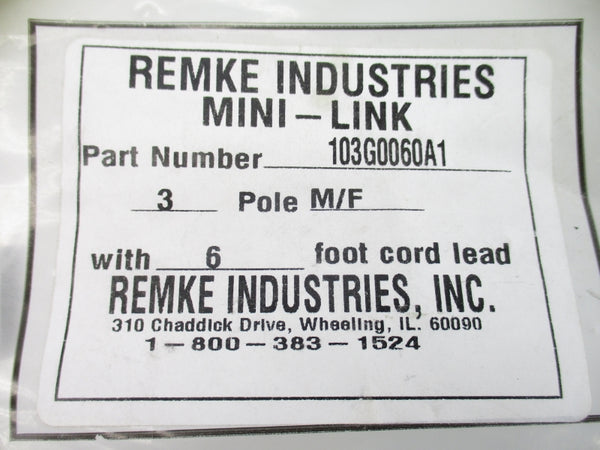 REMKE INDUSTRIES
MINI-LINK
Part Number 103G0060A1
3 Pole M/F
with 6 foot cord lead
REMKE INDUSTRIES, INC.
310 Chaddick Drive, Wheeling, IL. 60090
1-800-383-1524